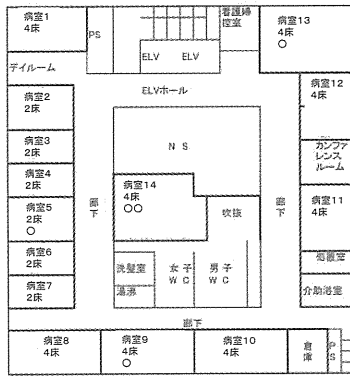 病室1
4床
PS
看護婦
控室
病室13
4床
○
ELV
ELV
デイルーム
ELVホール
病室2
2床
病室12
4床
病室3
2床
NS
カンファ
レンス
ルーム
病室4
2床
病室14
4床
○○
廊下
廊下
病室5
2床
○
吹抜
病室11
4床
病室6
2床
処置室
洗髪室
女子
WC
男子
WC
病室7
2床
湯沸
介助浴室
廊下
病室8
4床
病室9
4床
○
病室10
4床
倉庫
PS